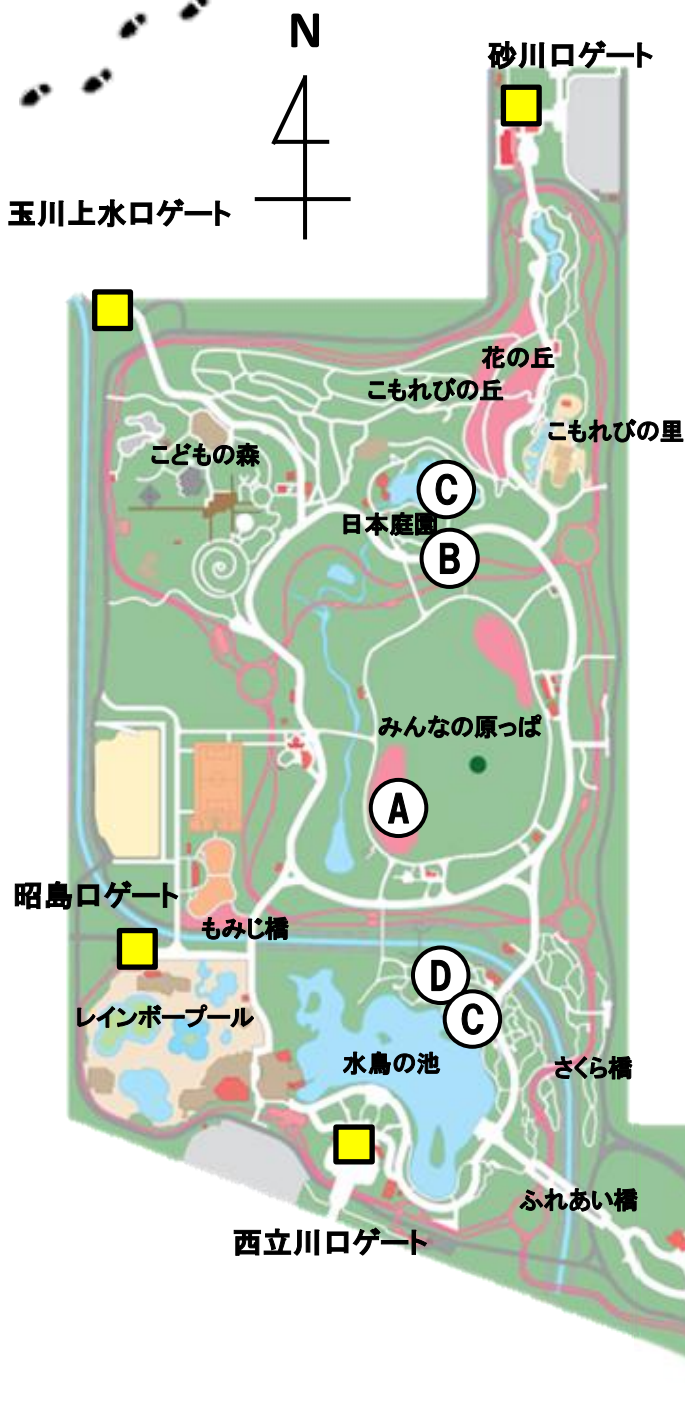 N
砂川口ゲート
玉川上水口ゲート
花の丘
こもれびの丘
こもれびの里
こどもの森
C
日本庭園
B
みんなの原っぱ
A
昭島口ゲート
もみじ橋
D
C
レインボープール
水鳥の池
さくら橋
ふれあい橋
西立川口ゲート